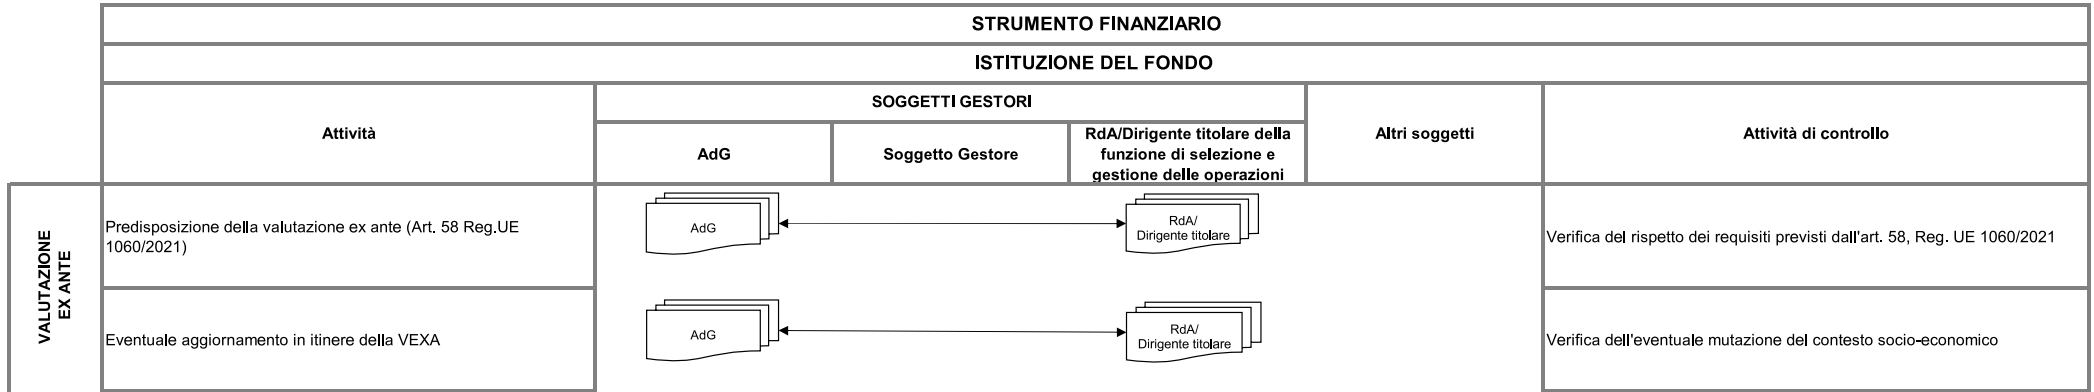 STRUMENTO FINANZIARIO
ISTITUZIONE DEL FONDO
Attività
SOGGETTI GESTORI
AdG
Soggetto Gestore
RdA/Dirigente titolare della
funzione di selezione e
gestione delle operazioni
Altri soggetti
Attività di controllo
VALUTAZIONE
EX ANTE
Predisposizione della valutazione ex ante (Art. 58 Reg.UE
1060/2021)
AdG
RdA/
Dirigente titolare
Verifica del rispetto dei requisiti previsti dall'art. 58, Reg. UE 1060/2021
Eventuale aggiornamento in itinere della VEXA
AdG
RdA/
Dirigente titolare
Verifica dell'eventuale mutazione del contesto socio-economico